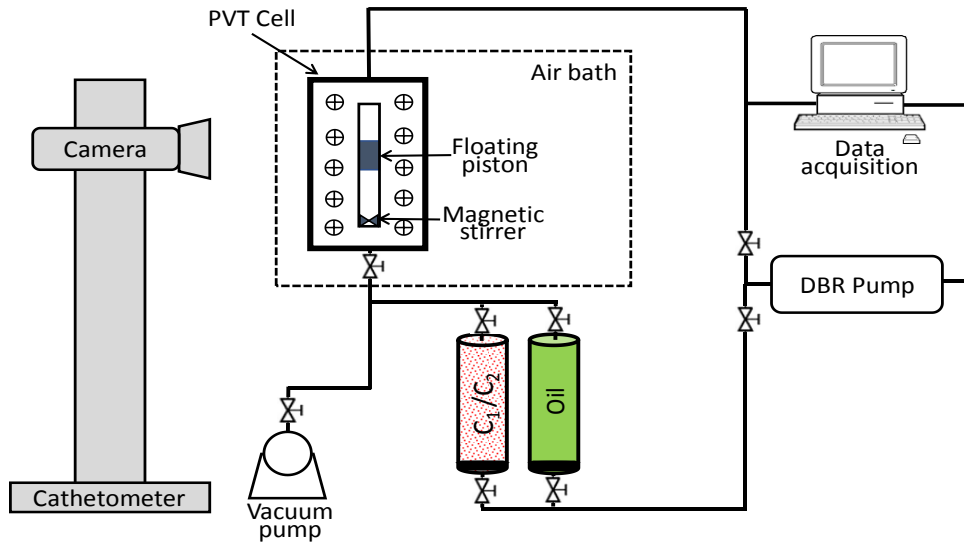 PVT Cell
Air bath
Camera
Floating
piston
Magnetic
stirrer
Data
acquisition
DBR Pump
C₁/C₂
Oil
Cathetometer
Vacuum
pump